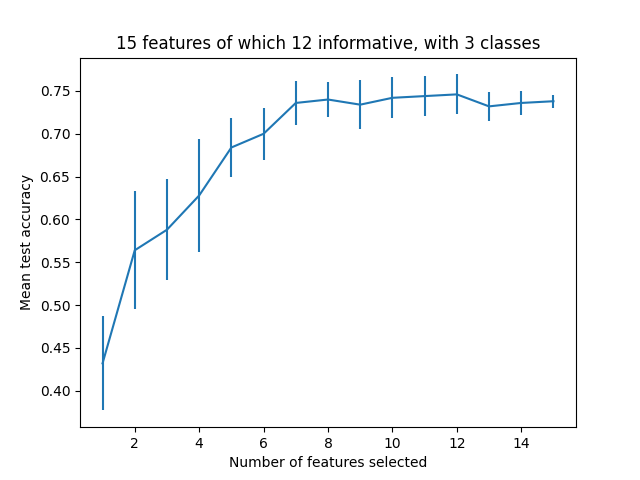 15 features of which 12 informative, with 3 classes
0.75
0.70
0.65
0.60
0.55
0.50
0.45
0.40
Mean test accuracy
2 4 6 8 10 12 14
Number of features selected